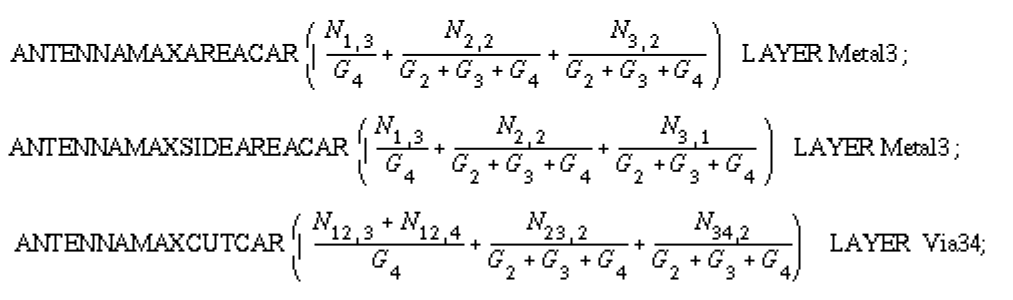 ANTENNAMAXAREACAR ( N1,3 / G4 + N2,2 / G2 + G3 + G4 + N3,2 / G2 + G3 + G4 ) LAYER Metal3 ;
ANTENNAMAXSIDEAREACAR ( N1,3 / G4 + N2,2 / G2 + G3 + G4 + N3,1 / G2 + G3 + G4 ) LAYER Metal3 ;
ANTENNAMAXCUTCAR ( N12,3 + N12,4 / G4 + N23,2 / G2 + G3 + G4 + N34,2 / G2 + G3 + G4 ) LAYER Via34;